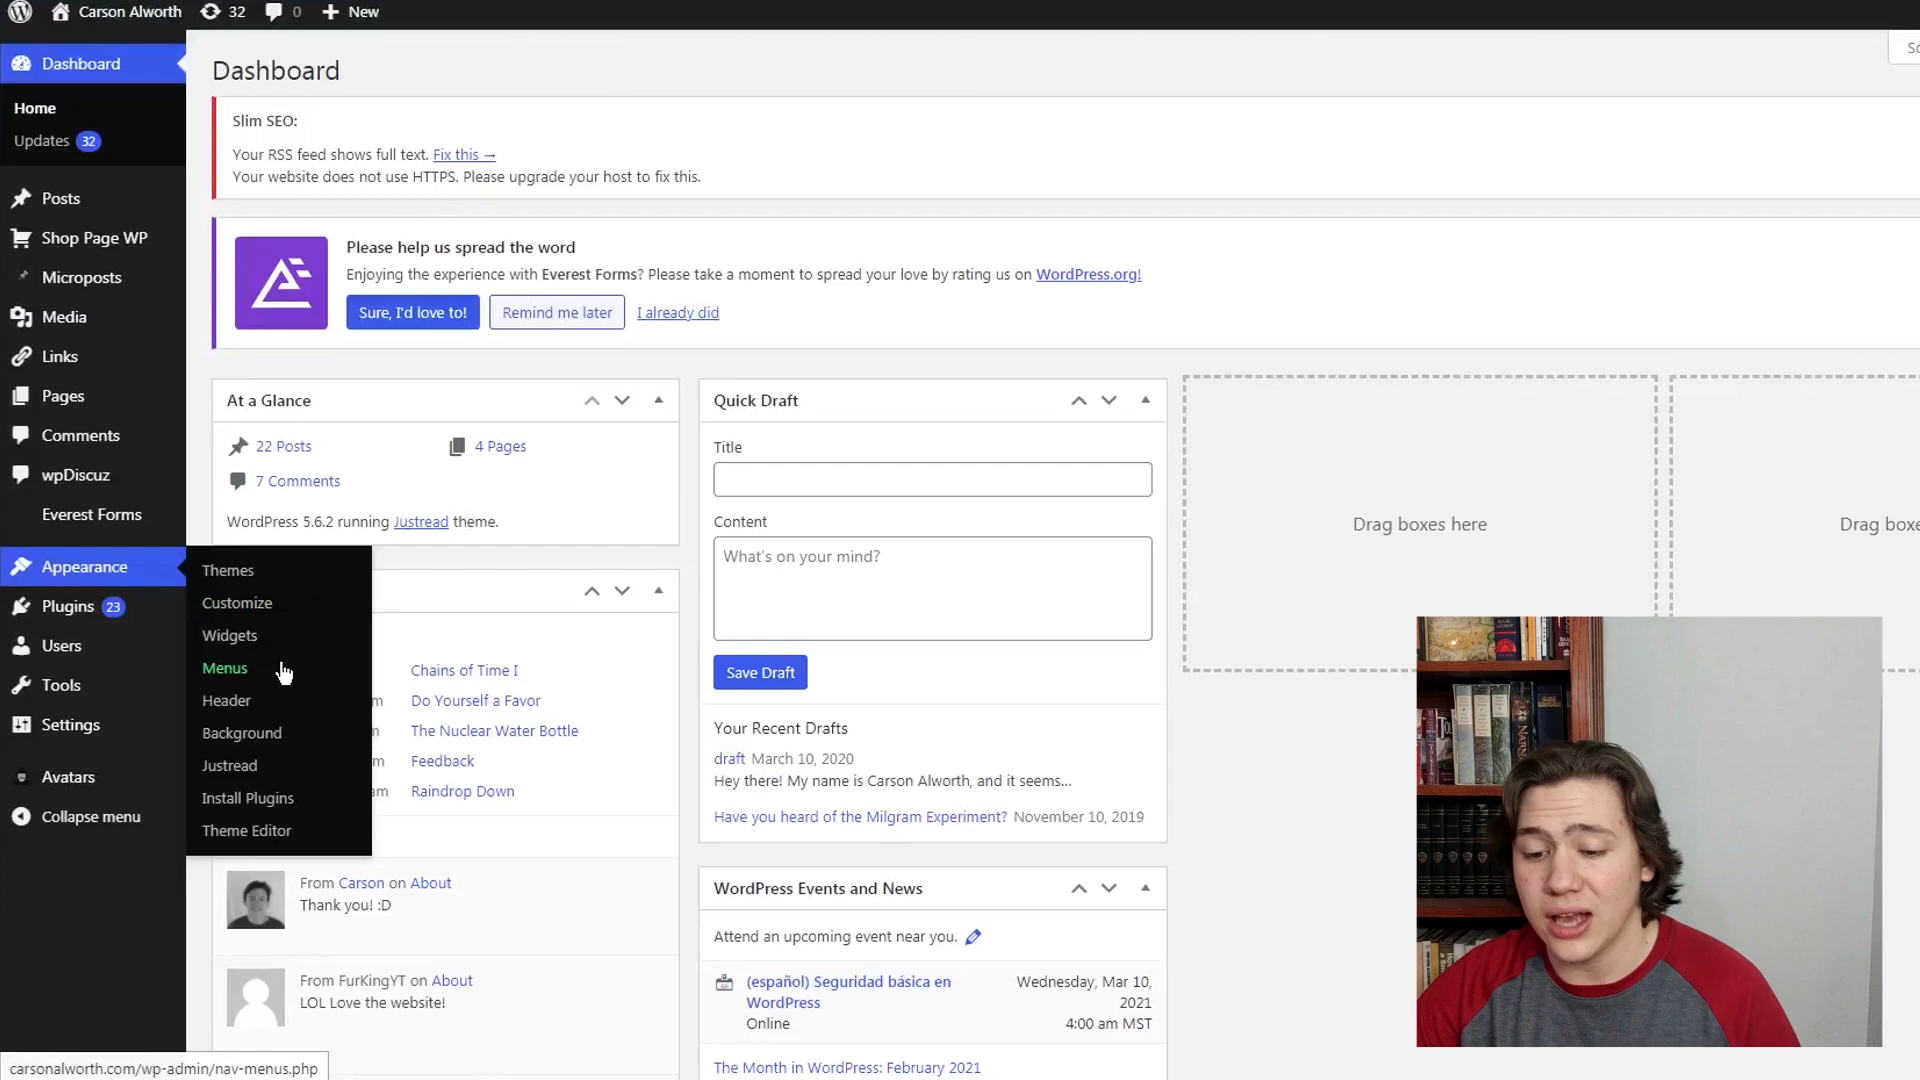 Carson Alworth 32 0 New
Dashboard
Home
Updates 32
Posts
Shop Page WP
Microposts
Media
Links
Pages
Comments
wpDiscuz
Everest Forms
Appearance
Plugins 23
Users
Tools
Settings
Avatars
Collapse menu
Themes
Customize
Widgets
Menus
Header
Background
Justread
Install Plugins
Theme Editor
Dashboard
Slim SEO:
Your RSS feed shows full text. Fix this →
Your website does not use HTTPS. Please upgrade your host to fix this.
Please help us spread the word
Enjoying the experience with Everest Forms? Please take a moment to spread your love by rating us on WordPress.org!
Sure, I'd love to! Remind me later I already did
At a Glance
22 Posts 4 Pages
7 Comments
WordPress 5.6.2 running Justread theme.
m Chains of Time I
m Do Yourself a Favor
m The Nuclear Water Bottle
m Feedback
am Raindrop Down
From Carson on About
Thank you! :D
From FurKingYT on About
LOL Love the website!
Quick Draft
Title
Content
What's on your mind?
Save Draft
Your Recent Drafts
draft March 10, 2020
Hey there! My name is Carson Alworth, and it seems…
Have you heard of the Milgram Experiment? November 10, 2019
WordPress Events and News
Attend an upcoming event near you.
(español) Seguridad básica en Wednesday, Mar 10,
WordPress 2021
Online 4:00 am MST
The Month in WordPress: February 2021
Drag boxes here
Drag boxe
Sc
carsonalworth.com/wp-admin/nav-menus.php